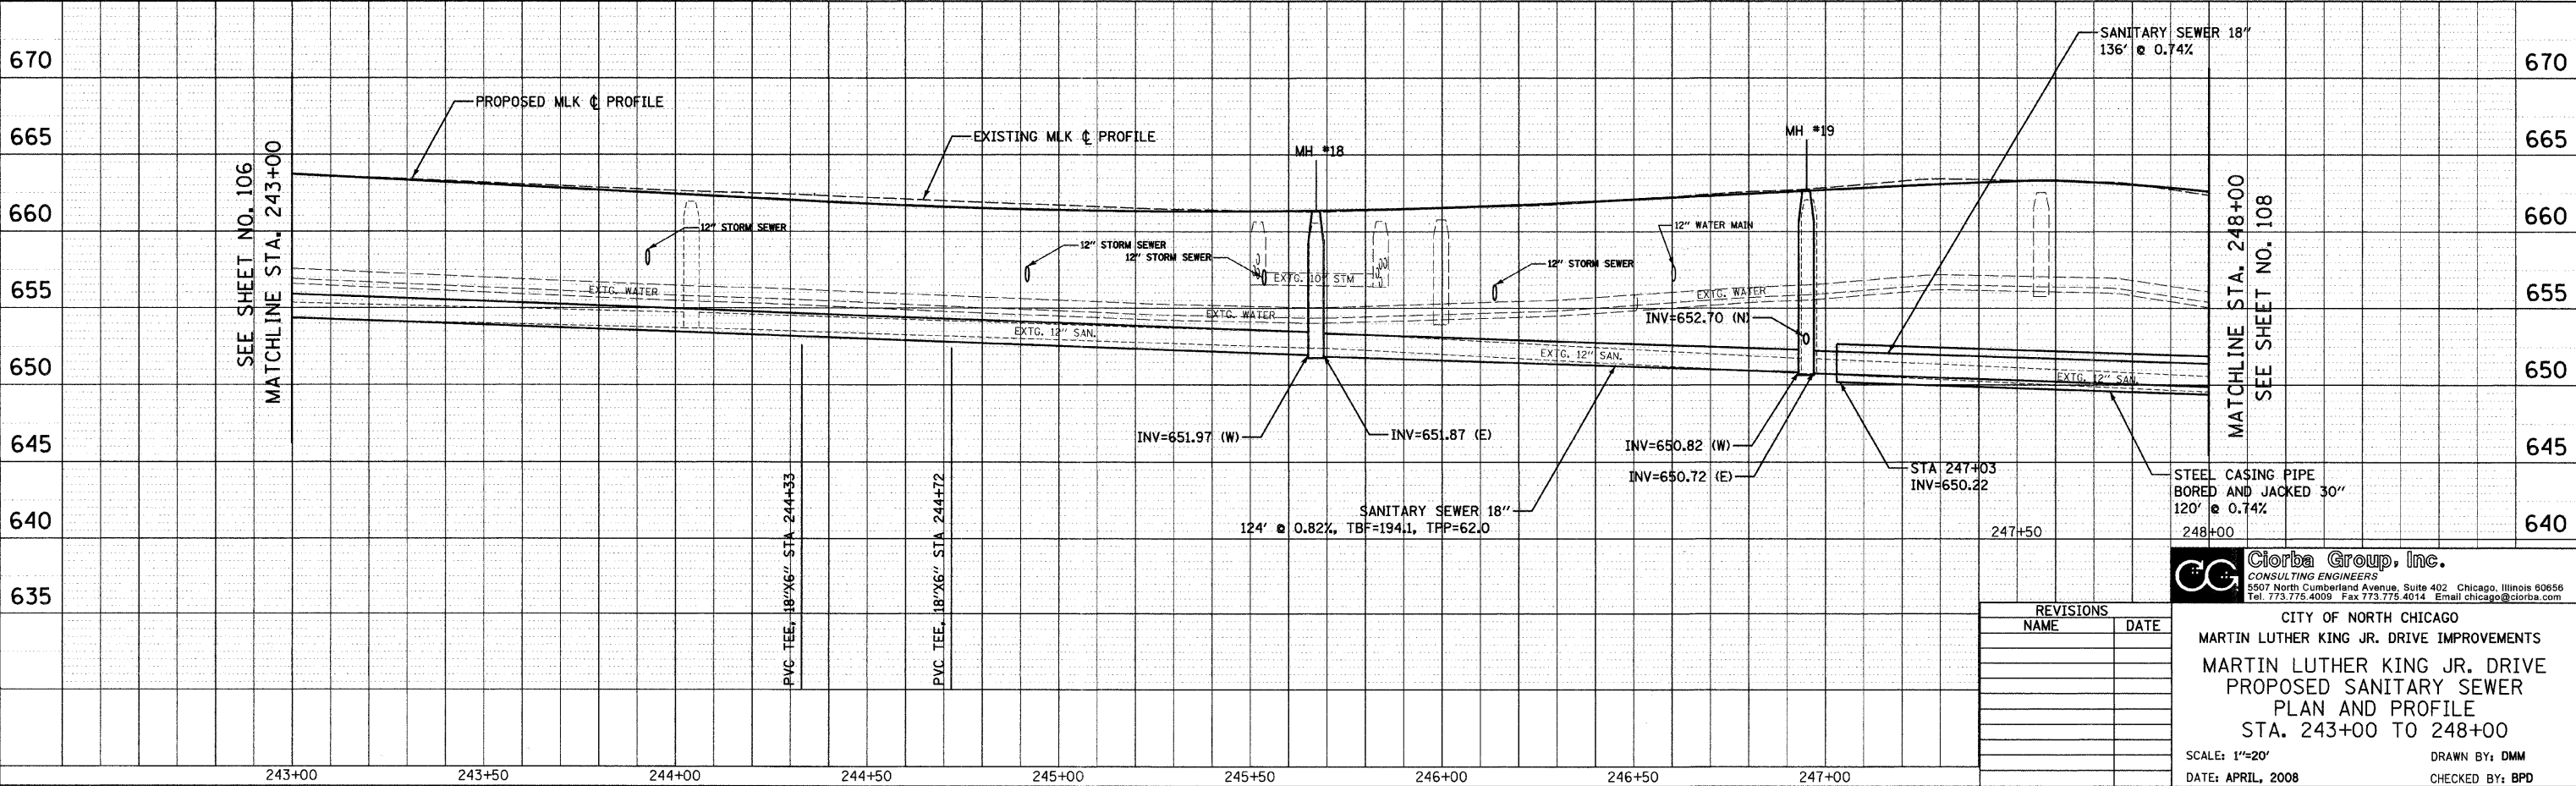 SANITARY SEWER 18"
136' @ 0.74%
670
670
PROPOSED MLK ℄ PROFILE
EXISTING MLK ℄ PROFILE
MH #18
MH #19
665
665
SEE SHEET NO. 106
MATCHLINE STA. 243+00
MATCHLINE STA. 248+00
SEE SHEET NO. 108
660
660
12" STORM SEWER
12" STORM SEWER
12" STORM SEWER
12" STORM SEWER
12" WATER MAIN
EXTG. 10" STM
655
655
EXTG. WATER
EXTG. WATER
EXTG. WATER
INV=652.70 (N)
EXTG. 12" SAN.
EXTG. 12" SAN.
EXTG. 12" SAN.
650
650
INV=651.97 (W)
INV=651.87 (E)
INV=650.82 (W)
INV=650.72 (E)
STA 247+03
INV=650.22
645
645
STEEL CASING PIPE
BORED AND JACKED 30"
120' @ 0.74%
SANITARY SEWER 18"
124' @ 0.82%, TBF=194.1, TPP=62.0
640
640
247+50
248+00
PVC TEE, 18"X6" STA 244+33
PVC TEE, 18"X6" STA 244+72
635
243+00
243+50
244+00
244+50
245+00
245+50
246+00
246+50
247+00
CG
Ciorba Group, Inc.
CONSULTING ENGINEERS
5507 North Cumberland Avenue, Suite 402 Chicago, Illinois 60656
Tel. 773.775.4009 Fax 773.775.4014 Email chicago@ciorba.com
REVISIONS
NAME
DATE
CITY OF NORTH CHICAGO
MARTIN LUTHER KING JR. DRIVE IMPROVEMENTS
MARTIN LUTHER KING JR. DRIVE
PROPOSED SANITARY SEWER
PLAN AND PROFILE
STA. 243+00 TO 248+00
SCALE: 1"=20'
DRAWN BY: DMM
DATE: APRIL, 2008
CHECKED BY: BPD